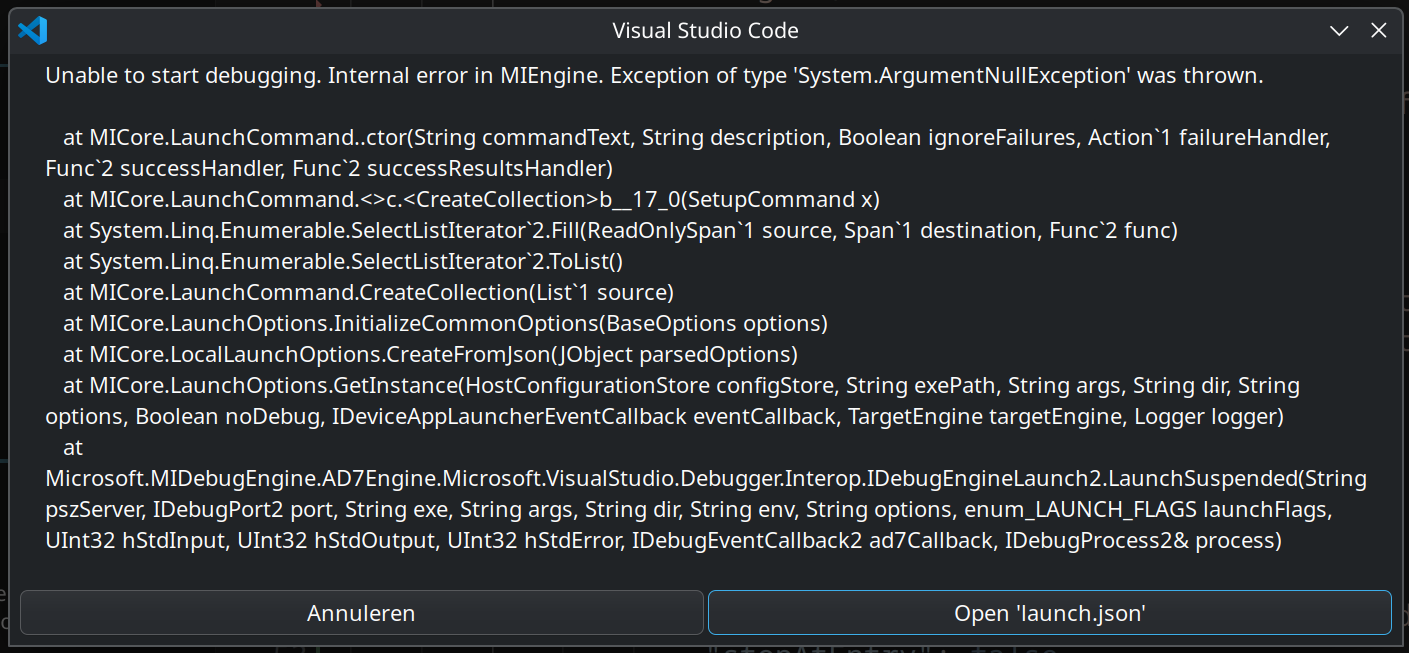 Visual Studio Code
Unable to start debugging. Internal error in MIEngine. Exception of type 'System.ArgumentNullException' was thrown.
at MICore.LaunchCommand..ctor(String commandText, String description, Boolean ignoreFailures, Action`1 failureHandler,
Func`2 successHandler, Func`2 successResultsHandler)
at MICore.LaunchCommand.<>c.<CreateCollection>b__17_0(SetupCommand x)
at System.Linq.Enumerable.SelectListIterator`2.Fill(ReadOnlySpan`1 source, Span`1 destination, Func`2 func)
at System.Linq.Enumerable.SelectListIterator`2.ToList()
at MICore.LaunchCommand.CreateCollection(List`1 source)
at MICore.LaunchOptions.InitializeCommonOptions(BaseOptions options)
at MICore.LocalLaunchOptions.CreateFromJson(JObject parsedOptions)
at MICore.LaunchOptions.GetInstance(HostConfigurationStore configStore, String exePath, String args, String dir, String
options, Boolean noDebug, IDeviceAppLauncherEventCallback eventCallback, TargetEngine targetEngine, Logger logger)
at
Microsoft.MIDebugEngine.AD7Engine.Microsoft.VisualStudio.Debugger.Interop.IDebugEngineLaunch2.LaunchSuspended(String
pszServer, IDebugPort2 port, String exe, String args, String dir, String env, String options, enum_LAUNCH_FLAGS launchFlags,
UInt32 hStdInput, UInt32 hStdOutput, UInt32 hStdError, IDebugEventCallback2 ad7Callback, IDebugProcess2& process)
Annuleren
Open 'launch.json'